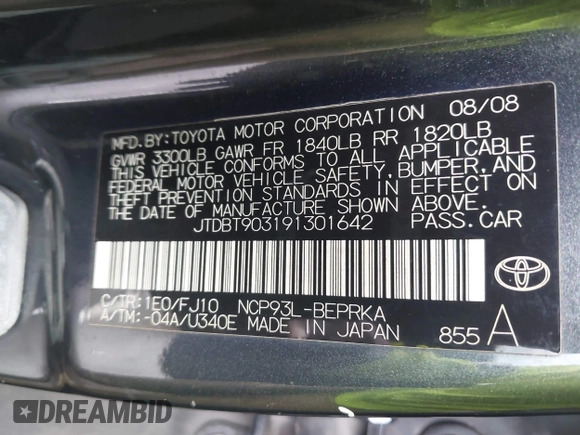 MFD. BY: TOYOTA MOTOR CORPORATION 08/08
GVWR 3300LB GAWR FR 1840LB RR 1820LB
THIS VEHICLE CONFORMS TO ALL APPLICABLE
FEDERAL MOTOR VEHICLE SAFETY, BUMPER, AND
THEFT PREVENTION STANDARDS IN EFFECT ON
THE DATE OF MANUFACTURE SHOWN ABOVE.
JTDBT903191301642 PASS. CAR
TOYOTA
C/TR: 1E0/FJ10 NCP93L-BEPRKA
A/TM: -04A/U340E MADE IN JAPAN 855 A
DREAMBID